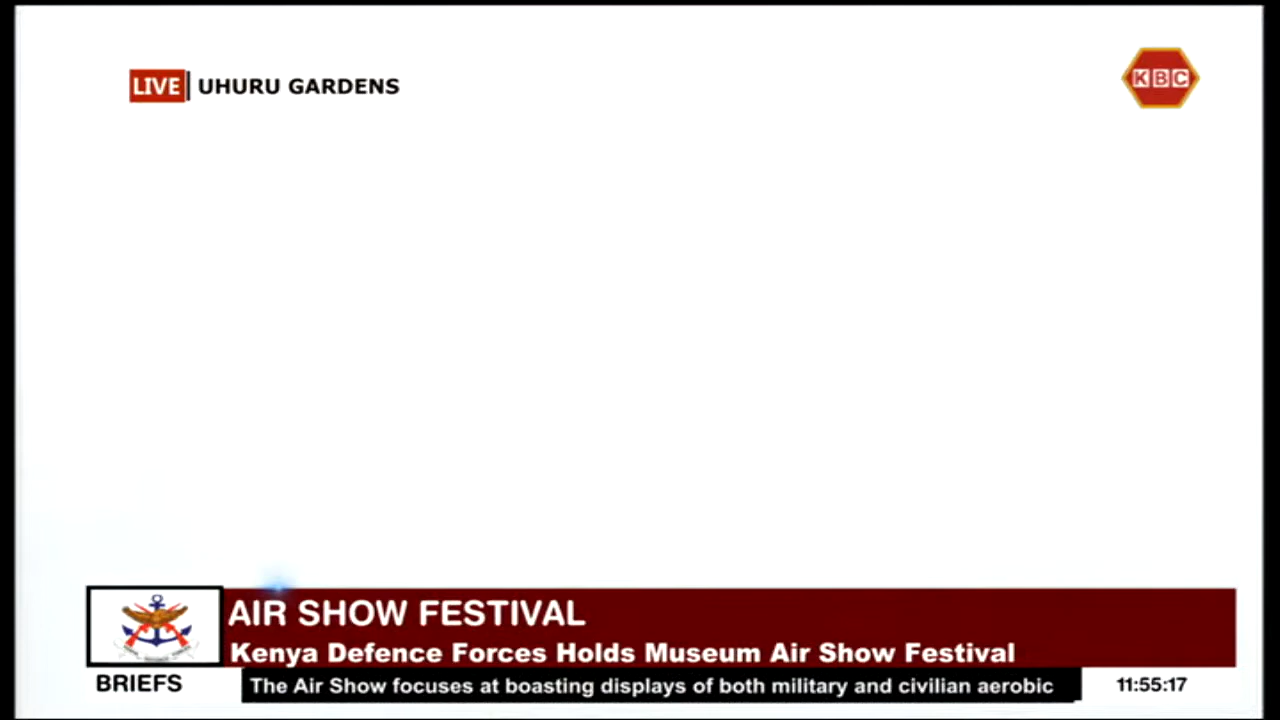 LIVE UHURU GARDENS
KBC
AIR SHOW FESTIVAL
Kenya Defence Forces Holds Museum Air Show Festival
BRIEFS The Air Show focuses at boasting displays of both military and civilian aerobic 11:55:17